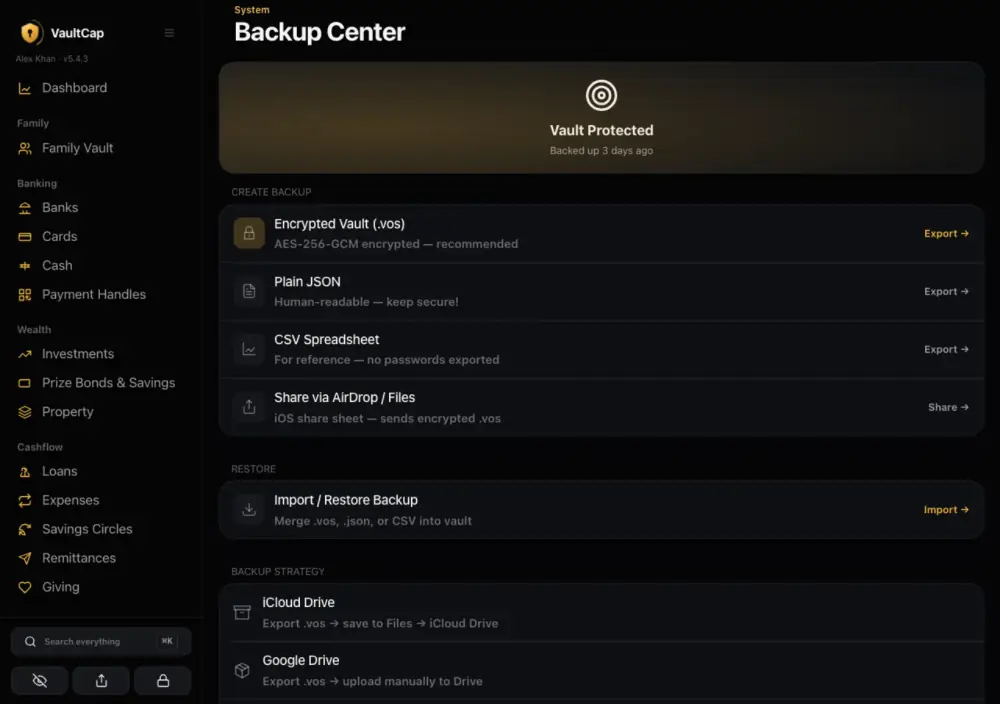 VaultCap
Alex Khan · v5.4.3
Dashboard
Family
Family Vault
Banking
Banks
Cards
Cash
Payment Handles
Wealth
Investments
Prize Bonds & Savings
Property
Cashflow
Loans
Expenses
Savings Circles
Remittances
Giving
Search everything
⌘K
System
Backup Center
Vault Protected
Backed up 3 days ago
CREATE BACKUP
Encrypted Vault (.vos)
AES-256-GCM encrypted — recommended
Export →
Plain JSON
Human-readable — keep secure!
Export →
CSV Spreadsheet
For reference — no passwords exported
Export →
Share via AirDrop / Files
iOS share sheet — sends encrypted .vos
Share →
RESTORE
Import / Restore Backup
Merge .vos, .json, or CSV into vault
Import →
BACKUP STRATEGY
iCloud Drive
Export .vos → save to Files → iCloud Drive
Google Drive
Export .vos → upload manually to Drive